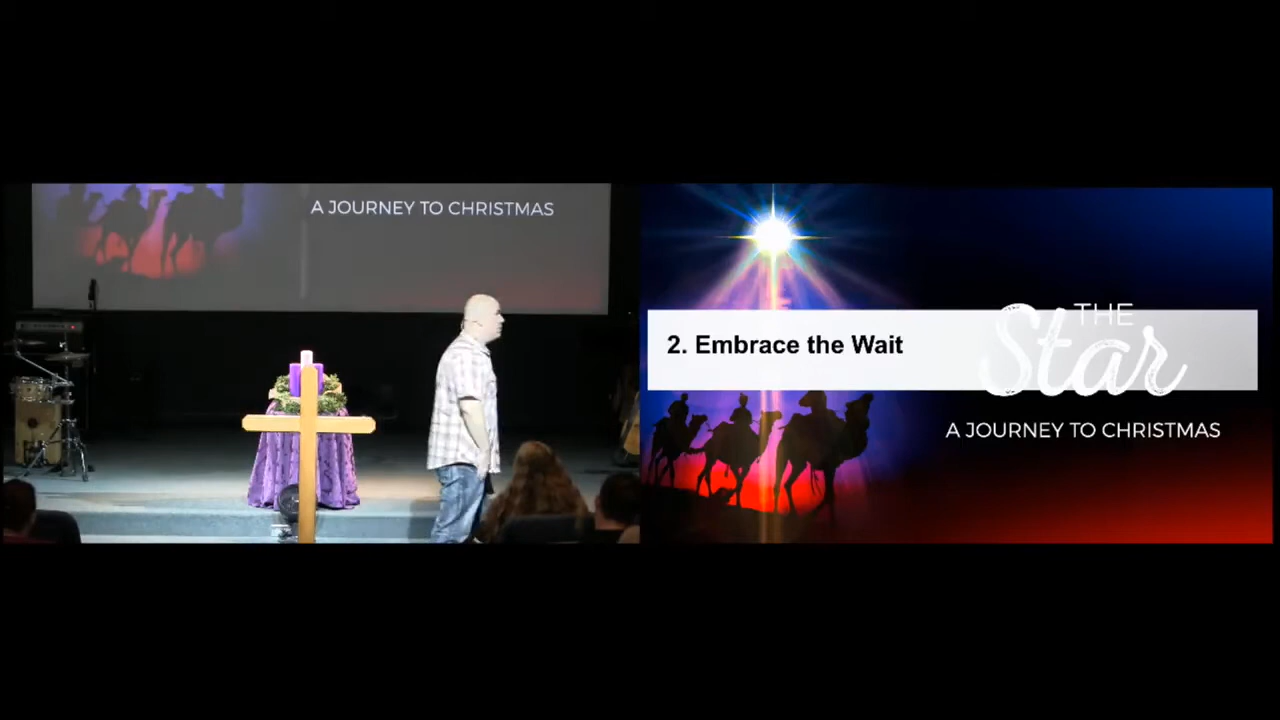 A JOURNEY TO CHRISTMAS
2. Embrace the Wait
THE
Star
A JOURNEY TO CHRISTMAS